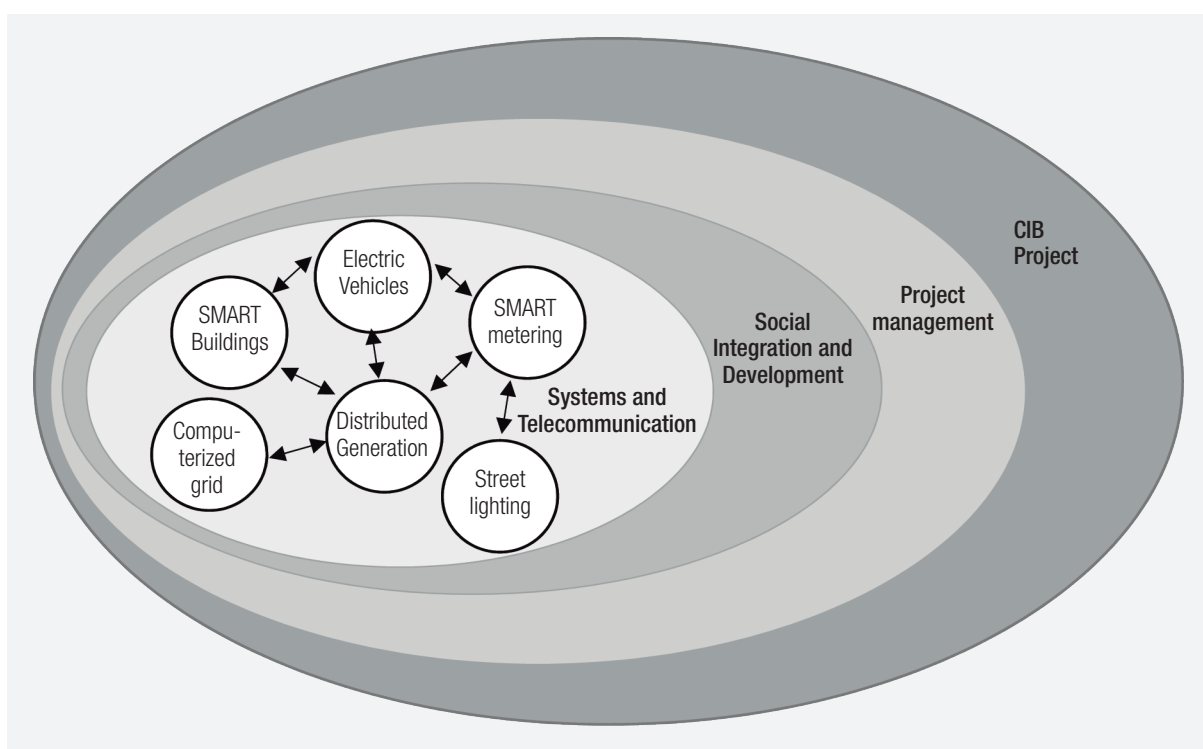 Electric
Vehicles
SMART
Buildings
SMART
metering
Distributed
Generation
Compu-
terized
grid
Street
lighting
Systems and
Telecommunication
Social
Integration and
Development
Project
management
CIB
Project